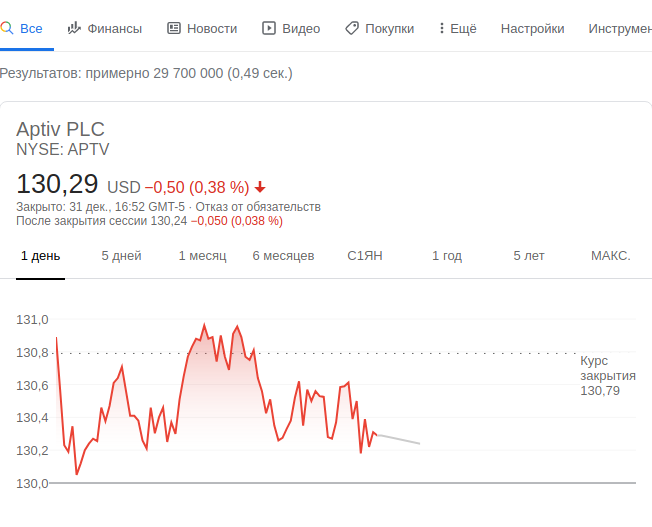 Все Финансы Новости Видео Покупки Ещё Настройки Инструмен
Результатов: примерно 29 700 000 (0,49 сек.)
Aptiv PLC
NYSE: APTV
130,29 USD −0,50 (0,38 %)
Закрыто: 31 дек., 16:52 GMT-5 · Отказ от обязательств
После закрытия сессии 130,24 −0,050 (0,038 %)
1 день 5 дней 1 месяц 6 месяцев С1ЯН 1 год 5 лет МАКС.
131,0
130,8
130,6
130,4
130,2
130,0
Курс
закрытия
130,79